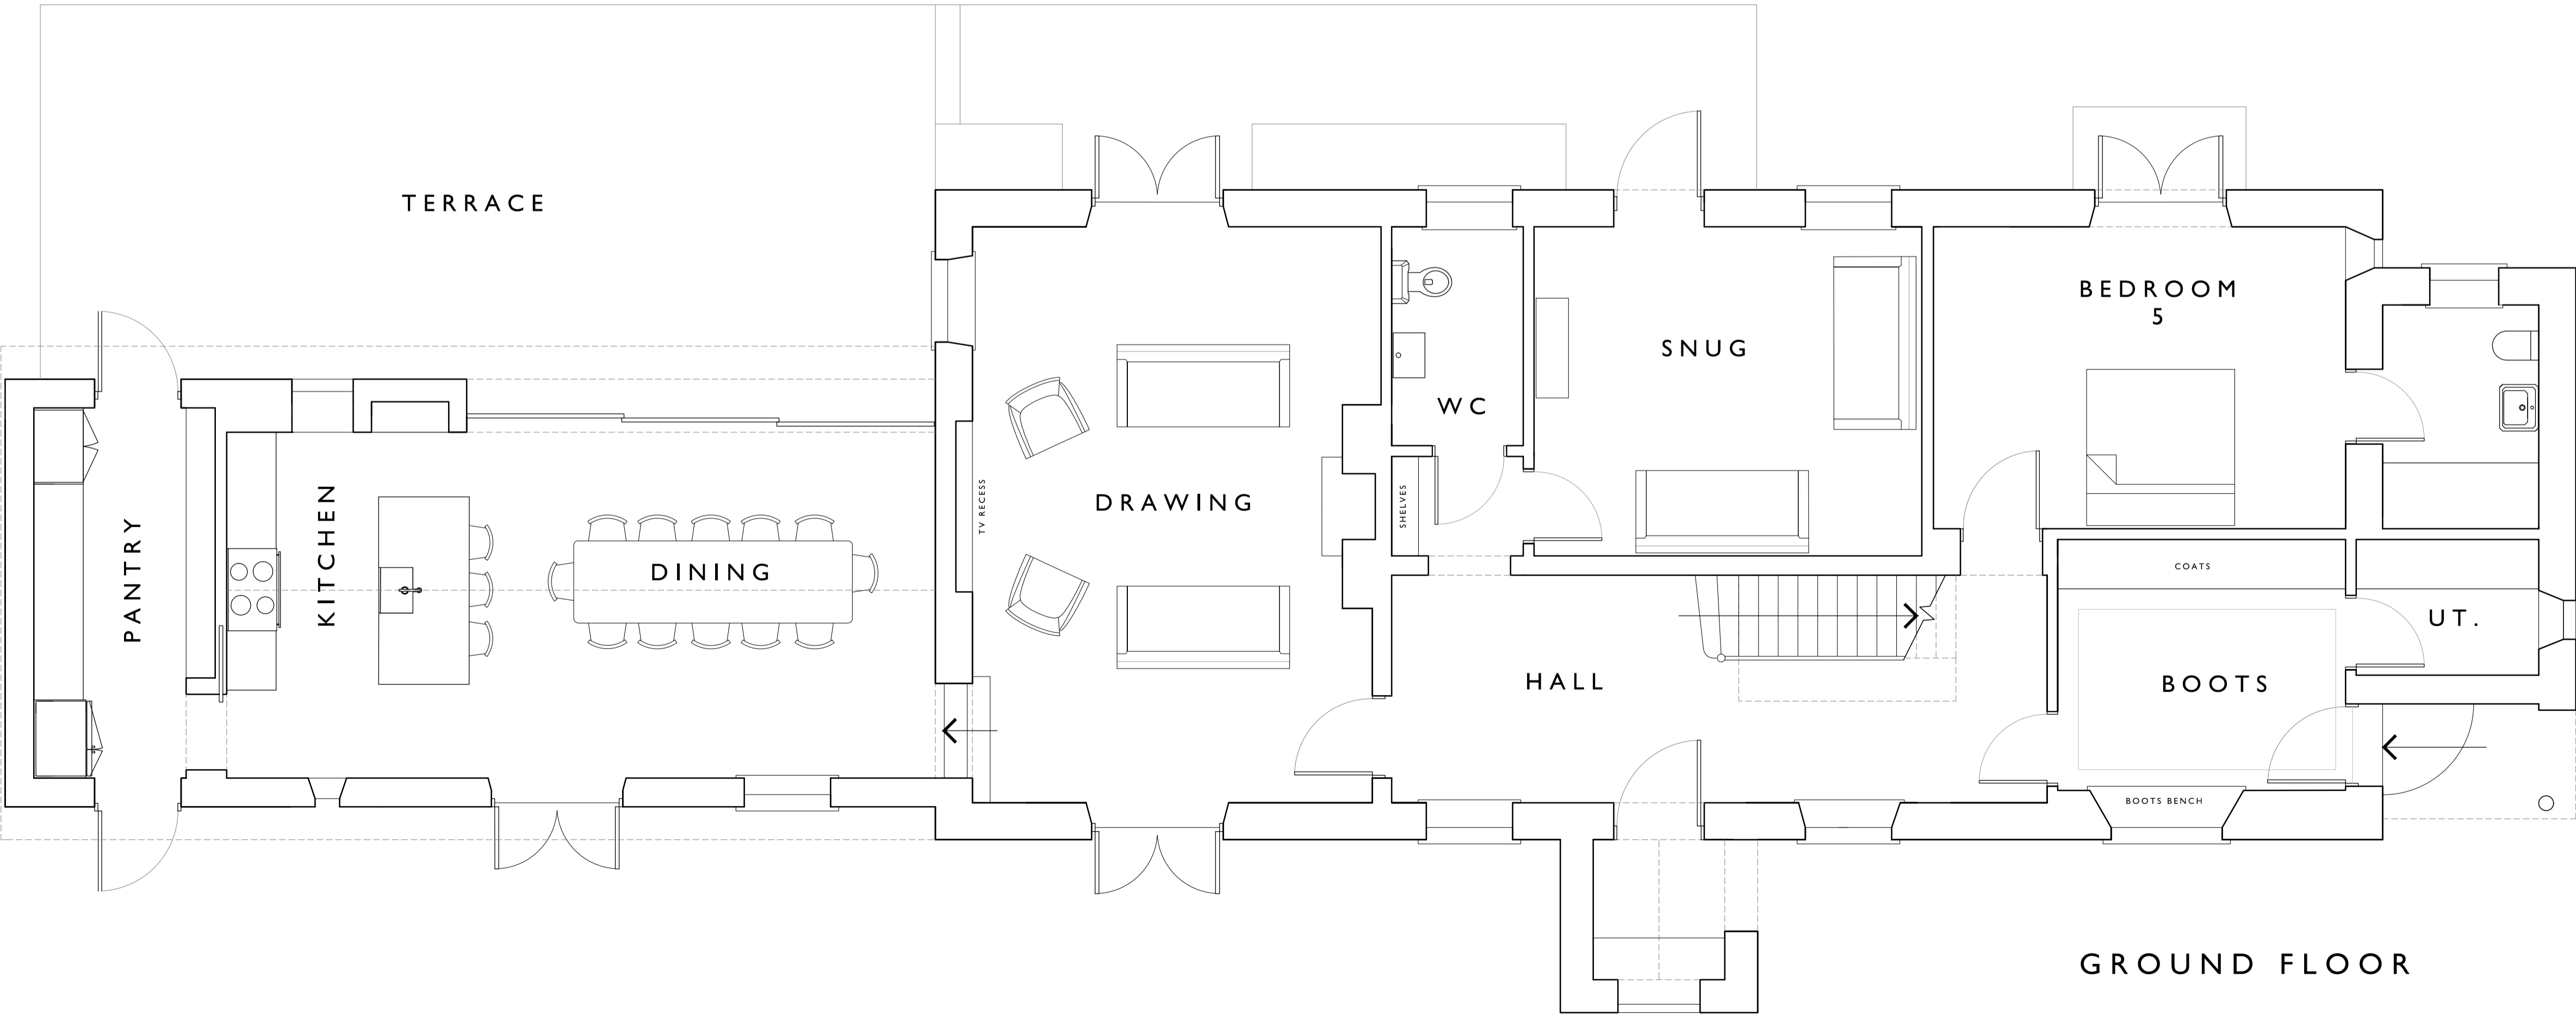 TERRACE
BEDROOM
5
SNUG
WC
DRAWING
TV RECESS
SHELVES
KITCHEN
PANTRY
DINING
COATS
UT.
HALL
BOOTS
BOOTS BENCH
GROUND FLOOR